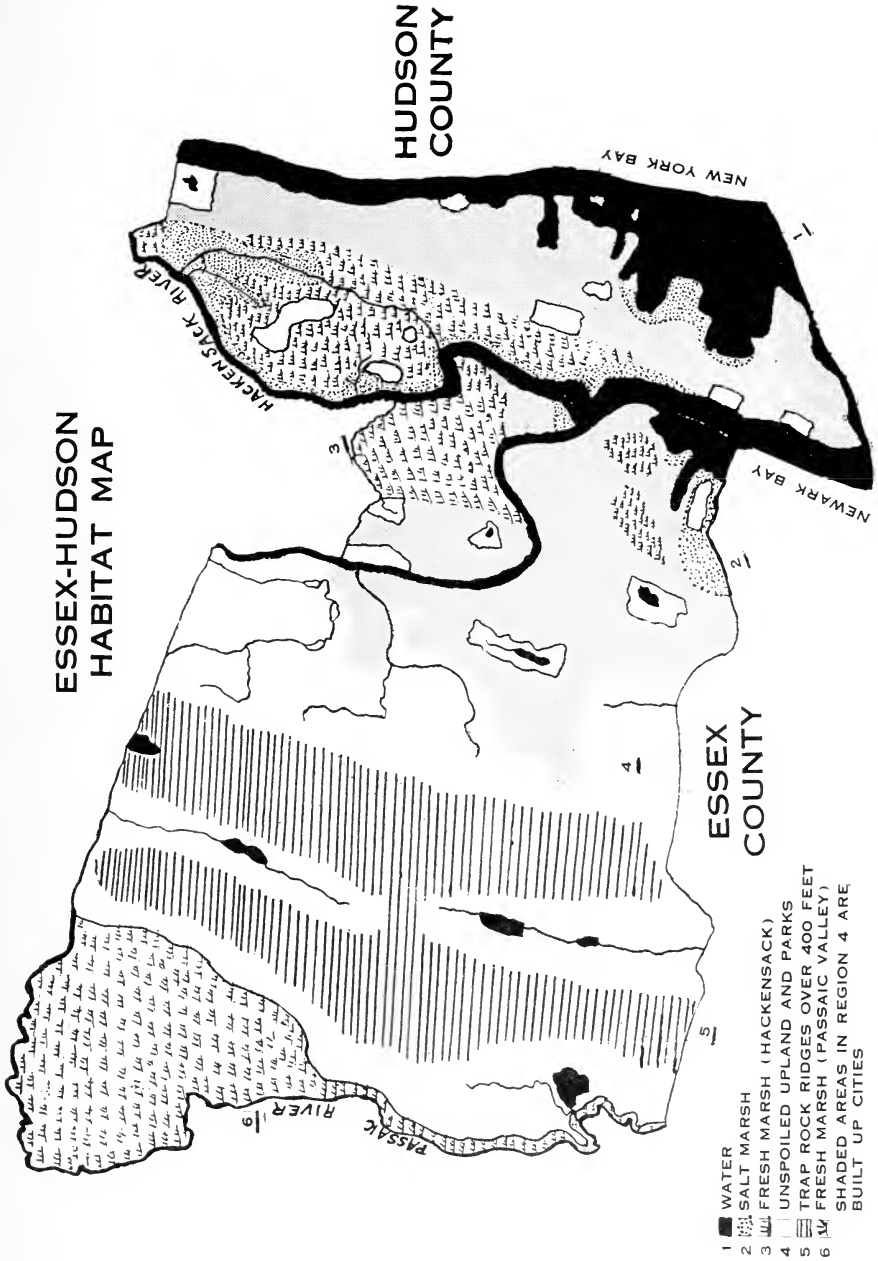 ESSEX-HUDSON
HABITAT MAP
HUDSON
COUNTY
HACKENSACK RIVER
NEW YORK BAY
1
3
NEWARK BAY
2
4
ESSEX
COUNTY
5
6
PASSAIC RIVER
1 WATER
2 SALT MARSH
3 FRESH MARSH (HACKENSACK)
4 UNSPOILED UPLAND AND PARKS
5 TRAP ROCK RIDGES OVER 400 FEET
6 FRESH MARSH (PASSAIC VALLEY)
SHADED AREAS IN REGION 4 ARE
BUILT UP CITIES